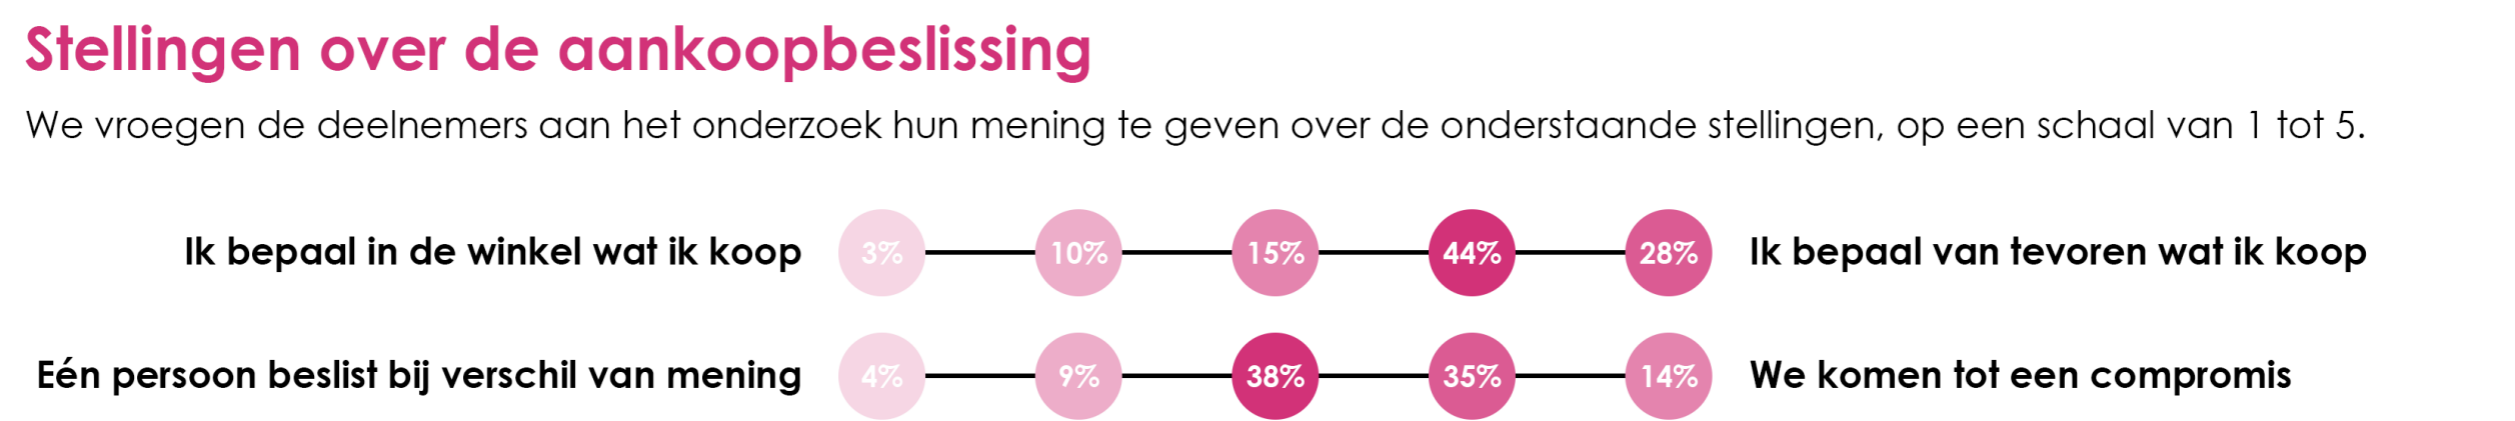 Stellingen over de aankoopbeslissing
We vroegen de deelnemers aan het onderzoek hun mening te geven over de onderstaande stellingen, op een schaal van 1 tot 5.
Ik bepaal in de winkel wat ik koop 3% 10% 15% 44% 28% Ik bepaal van tevoren wat ik koop
Eén persoon beslist bij verschil van mening 4% 9% 38% 35% 14% We komen tot een compromis